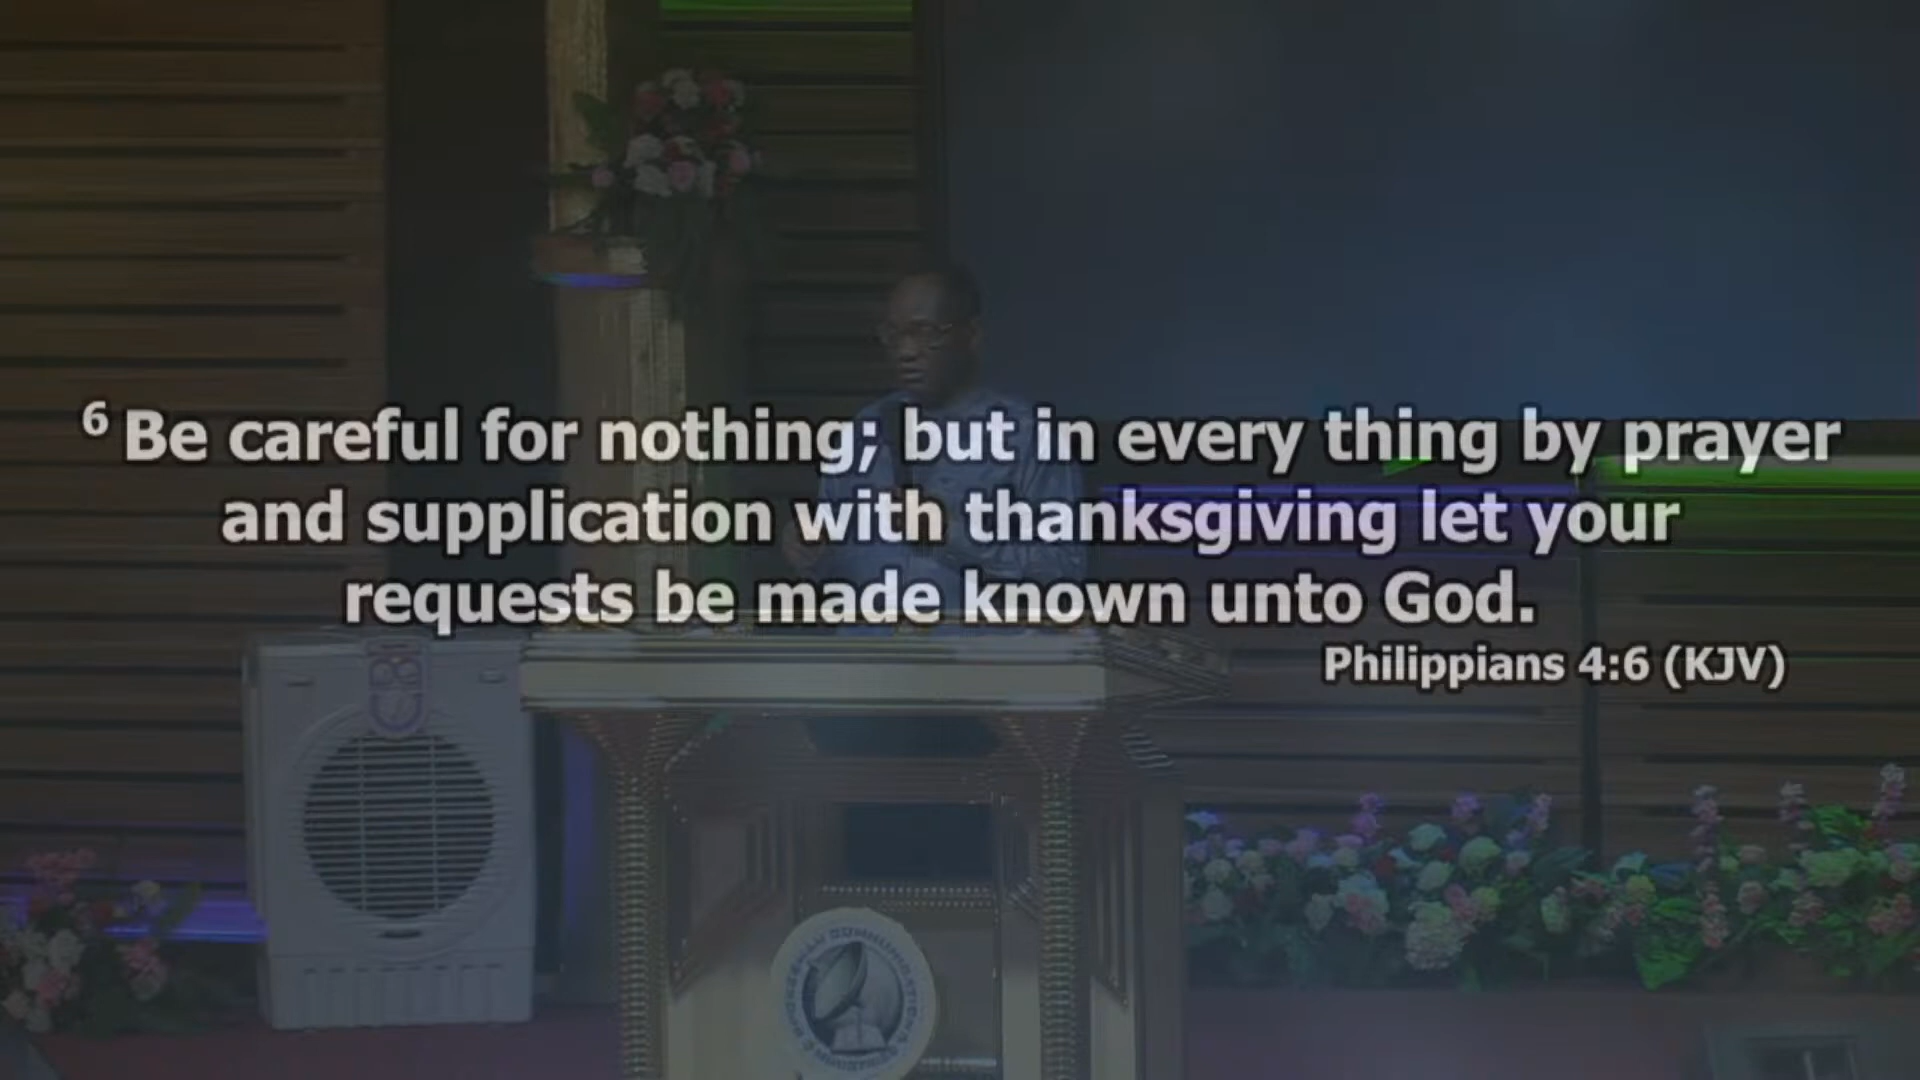 6 Be careful for nothing; but in every thing by prayer
and supplication with thanksgiving let your
requests be made known unto God.
Philippians 4:6 (KJV)